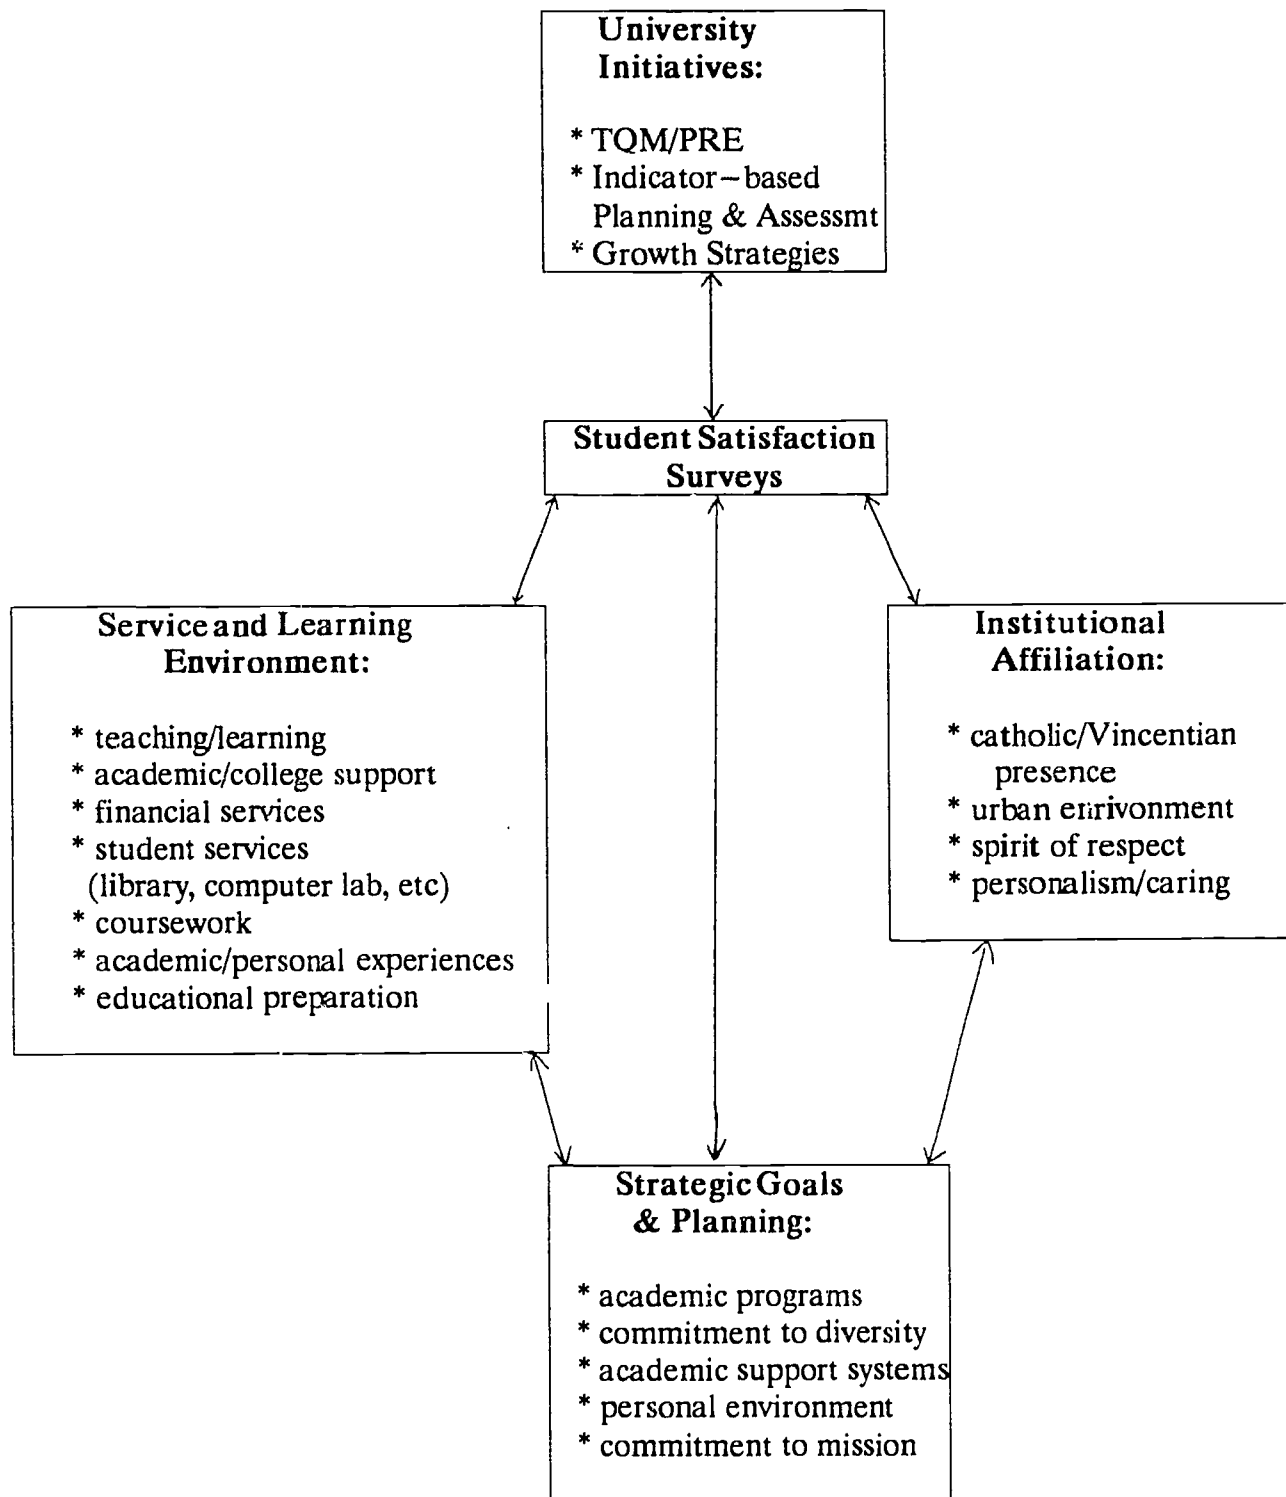 University
Initiatives:
* TQM/PRE
* Indicator-based
Planning & Assessmt
* Growth Strategies
Student Satisfaction
Surveys
Service and Learning
Environment:
* teaching/learning
* academic/college support
* financial services
* student services
(library, computer lab, etc)
* coursework
* academic/personal experiences
* educational preparation
Institutional
Affiliation:
* catholic/Vincentian
presence
* urban enrivonment
* spirit of respect
* personalism/caring
Strategic Goals
& Planning:
* academic programs
* commitment to diversity
* academic support systems
* personal environment
* commitment to mission